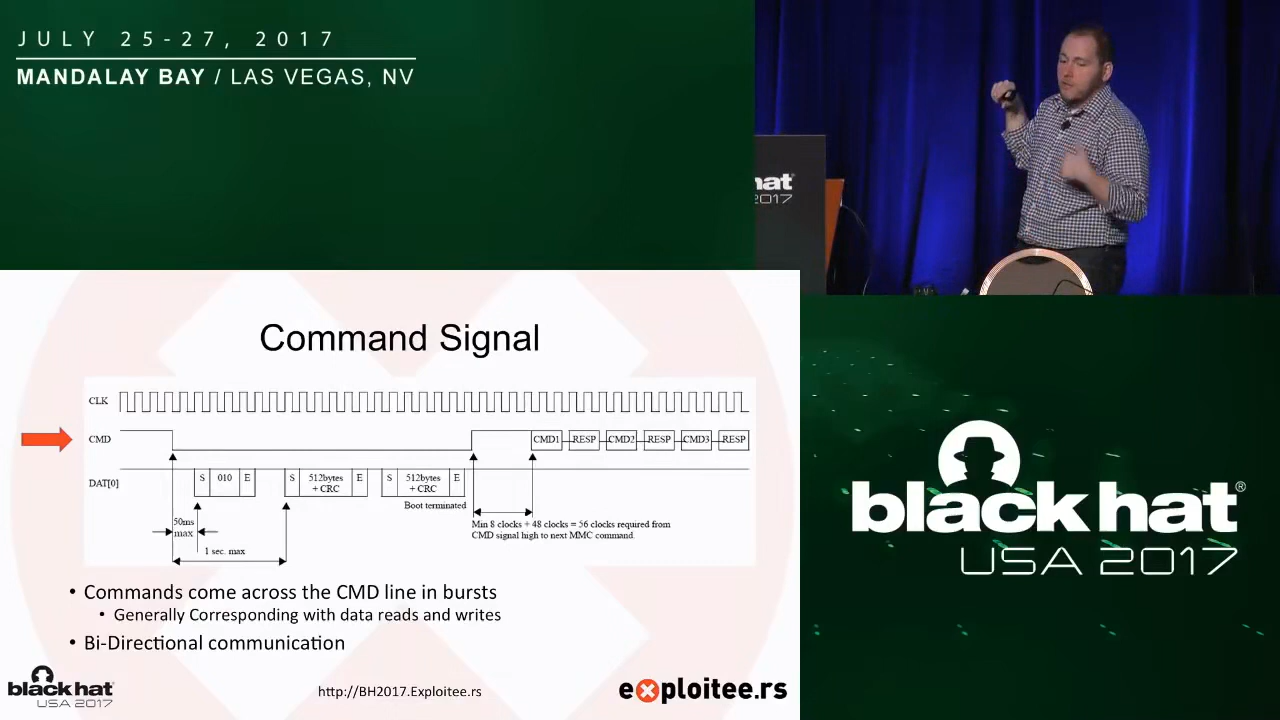 JULY 25-27, 2017
MANDALAY BAY / LAS VEGAS, NV
hat
2017
Command Signal
CLK
CMD
CMD1 RESP CMD2 RESP CMD3 RESP
DAT[0]
S 010 E S 512bytes + CRC E S 512bytes + CRC E
Boot terminated
50ms
max
1 sec. max
Min 8 clocks + 48 clocks = 56 clocks required from
CMD signal high to next MMC command.
• Commands come across the CMD line in bursts
• Generally Corresponding with data reads and writes
• Bi-Directional communication
black hat
USA 2017
http://BH2017.Exploitee.rs
exploitee.rs
black hat®
USA 2017